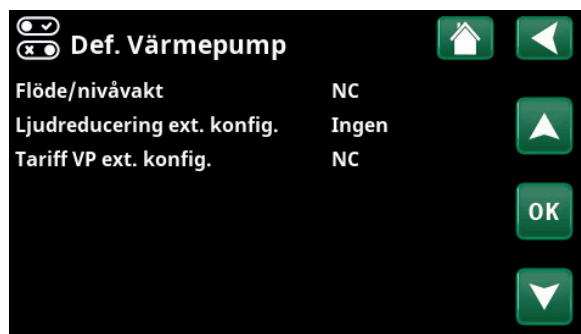 Def. Värmepump
Flöde/nivåvakt NC
Ljudreducering ext. konfig. Ingen
Tariff VP ext. konfig. NC
OK